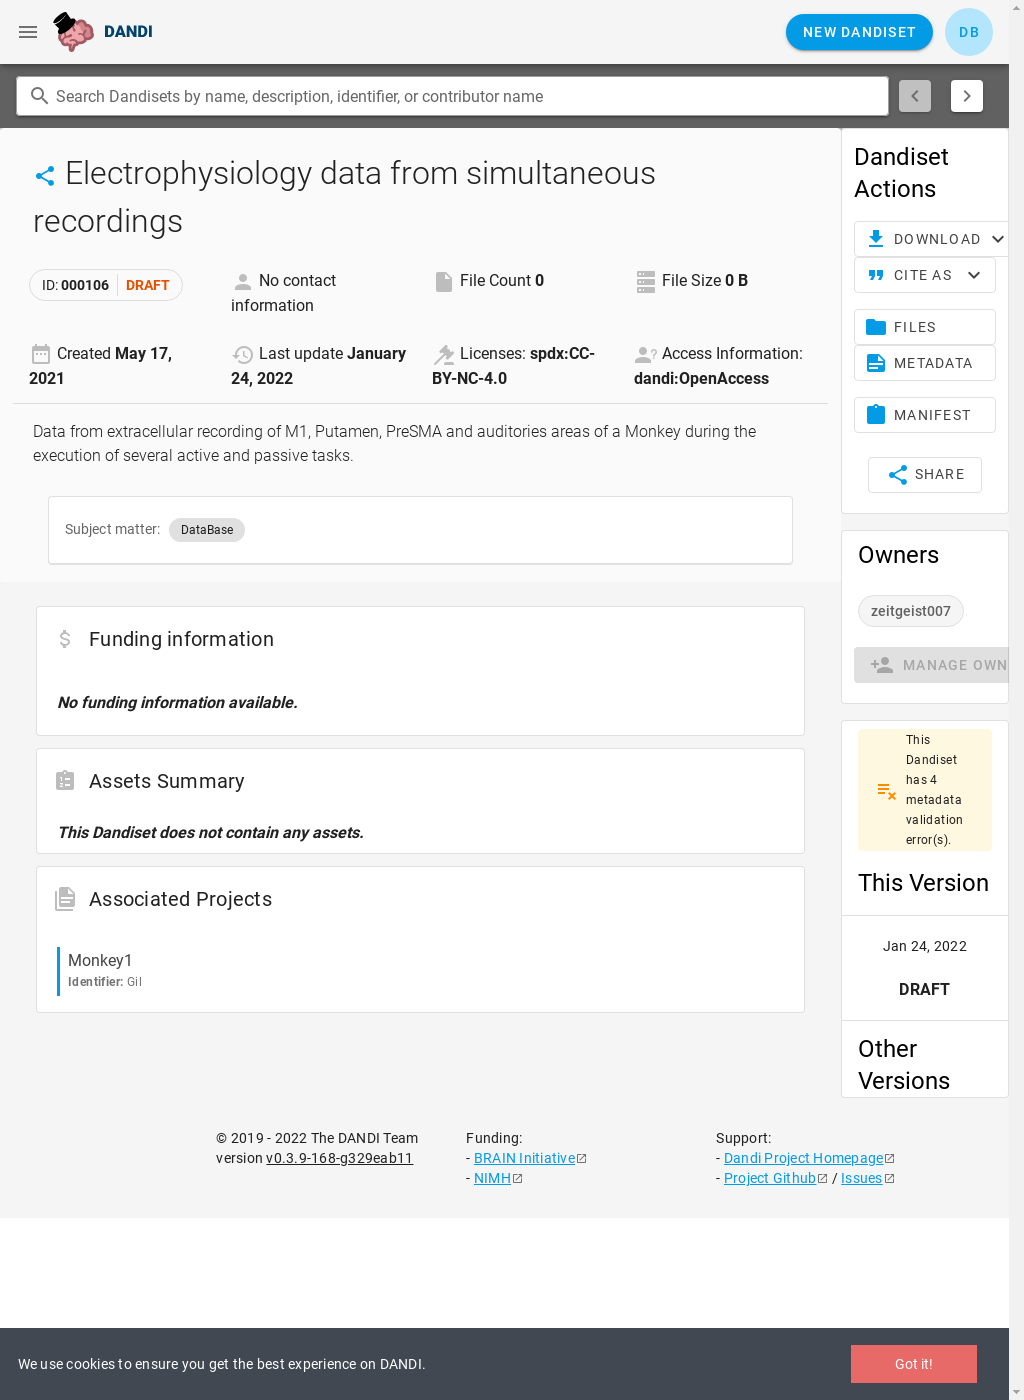 DANDI
NEW DANDISET
DB
Search Dandisets by name, description, identifier, or contributor name
Electrophysiology data from simultaneous
recordings
ID: 000106 DRAFT
No contact
information
File Count 0
File Size 0 B
Created May 17,
2021
Last update January
24, 2022
Licenses: spdx:CC-
BY-NC-4.0
Access Information:
dandi:OpenAccess
Data from extracellular recording of M1, Putamen, PreSMA and auditories areas of a Monkey during the
execution of several active and passive tasks.
Subject matter: DataBase
Funding information
No funding information available.
Assets Summary
This Dandiset does not contain any assets.
Associated Projects
Monkey1
Identifier: Gil
Dandiset
Actions
DOWNLOAD
CITE AS
FILES
METADATA
MANIFEST
SHARE
Owners
zeitgeist007
MANAGE OWN
This
Dandiset
has 4
metadata
validation
error(s).
This Version
Jan 24, 2022
DRAFT
Other
Versions
© 2019 - 2022 The DANDI Team
version v0.3.9-168-g329eab11
Funding:
- BRAIN Initiative
- NIMH
Support:
- Dandi Project Homepage
- Project Github / Issues
We use cookies to ensure you get the best experience on DANDI.
Got it!